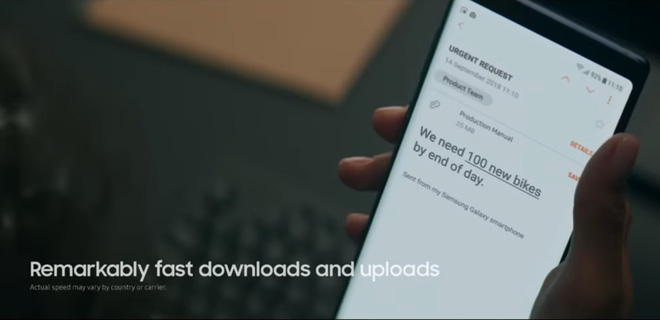 92% 11:10
URGENT REQUEST
14 September 2018 11:10
Product Team
Production Manual
25 MB
DETAILS
SAVE
We need 100 new bikes
by end of day.
Sent from my Samsung Galaxy smartphone
Remarkably fast downloads and uploads
Actual speed may vary by country or carrier.